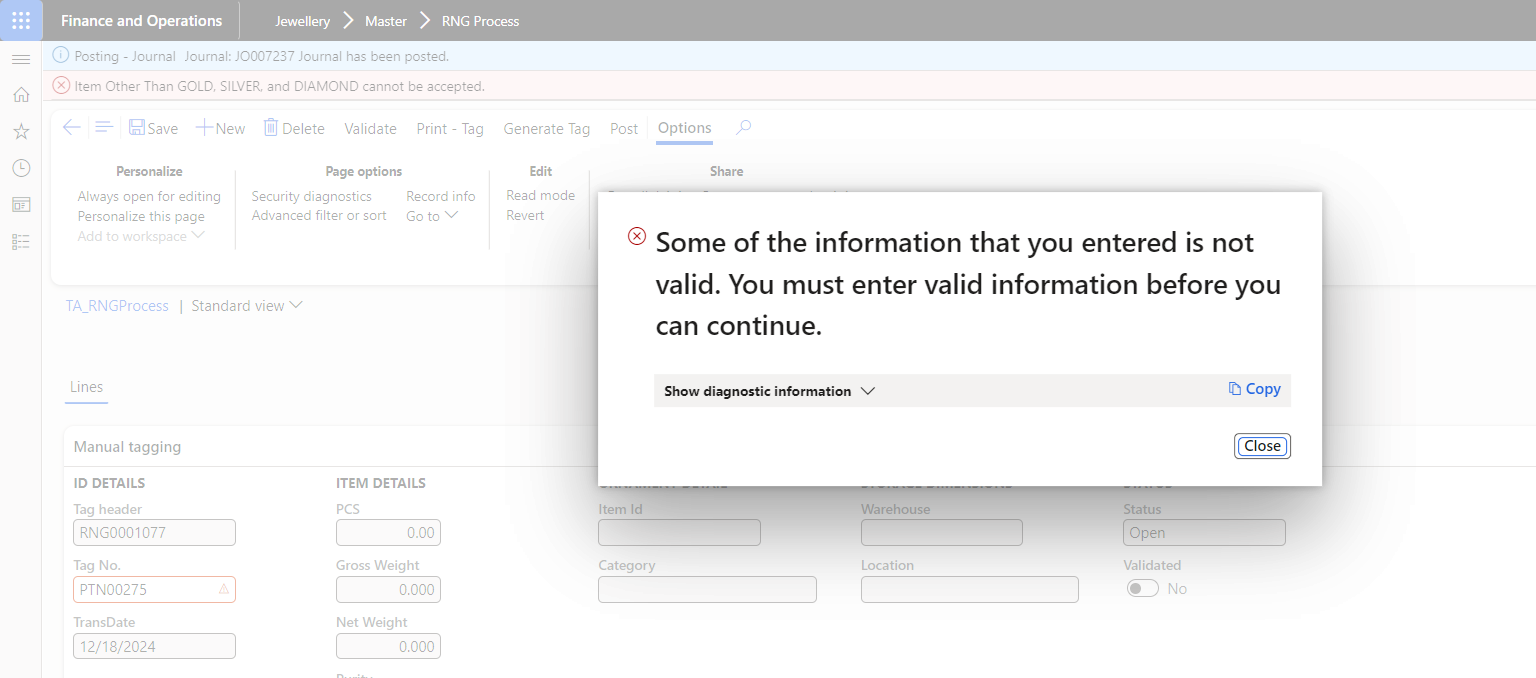 Finance and Operations
Jewellery
Master
RNG Process
Posting - Journal Journal: JO007237 Journal has been posted.
Item Other Than GOLD, SILVER, and DIAMOND cannot be accepted.
Save
New
Delete
Validate
Print - Tag
Generate Tag
Post
Options
Personalize
Always open for editing
Personalize this page
Add to workspace
Page options
Security diagnostics
Advanced filter or sort
Record info
Go to
Edit
Read mode
Revert
Share
Some of the information that you entered is not
valid. You must enter valid information before you
can continue.
Show diagnostic information
Copy
Close
TA_RNGProcess | Standard view
Lines
Manual tagging
ID DETAILS
Tag header
RNG0001077
Tag No.
PTN00275
TransDate
12/18/2024
ITEM DETAILS
PCS
0.00
Gross Weight
0.000
Net Weight
0.000
Item Id
Category
Warehouse
Location
Status
Open
Validated
No